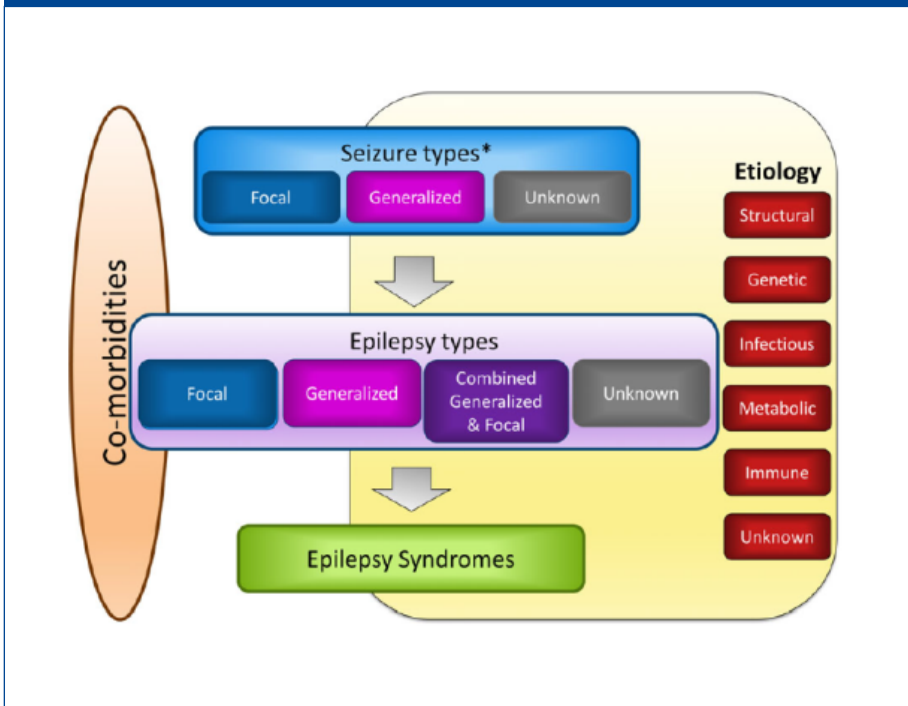 Co-morbidities
Seizure types*
Focal
Generalized
Unknown
Epilepsy types
Focal
Generalized
Combined
Generalized
& Focal
Unknown
Epilepsy Syndromes
Etiology
Structural
Genetic
Infectious
Metabolic
Immune
Unknown